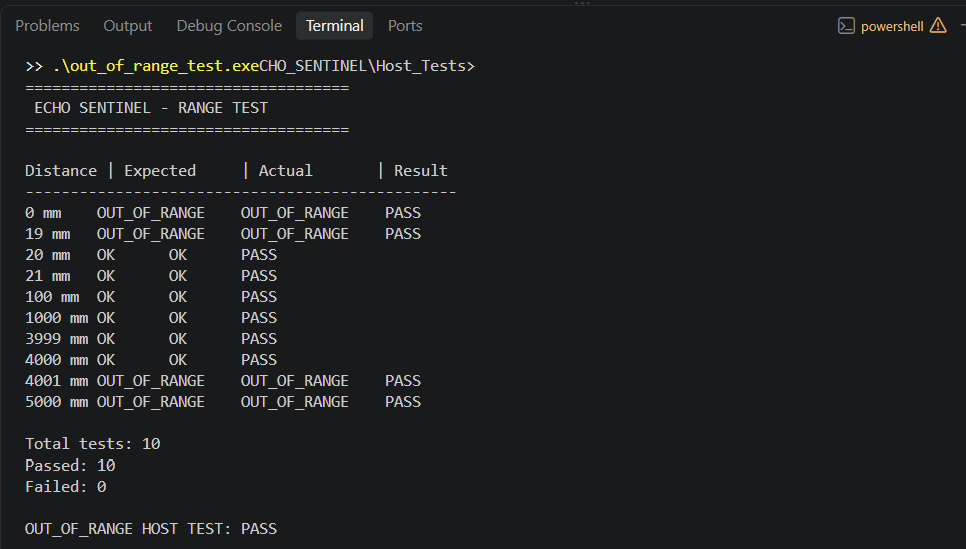 Problems Output Debug Console Terminal Ports powershell
>> .\out_of_range_test.exeCHO_SENTINEL\Host_Tests>
====================================
 ECHO SENTINEL - RANGE TEST
====================================
Distance | Expected     | Actual       | Result
------------------------------------------------
0 mm    OUT_OF_RANGE    OUT_OF_RANGE    PASS
19 mm   OUT_OF_RANGE    OUT_OF_RANGE    PASS
20 mm   OK      OK      PASS
21 mm   OK      OK      PASS
100 mm  OK      OK      PASS
1000 mm OK      OK      PASS
3999 mm OK      OK      PASS
4000 mm OK      OK      PASS
4001 mm OUT_OF_RANGE    OUT_OF_RANGE    PASS
5000 mm OUT_OF_RANGE    OUT_OF_RANGE    PASS
Total tests: 10
Passed: 10
Failed: 0
OUT_OF_RANGE HOST TEST: PASS